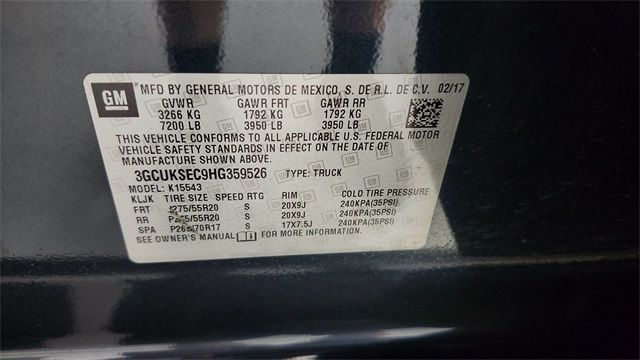 GM
MFD BY GENERAL MOTORS DE MEXICO, S. DE R.L. DE C.V. 02/17
GVWR GAWR FRT GAWR RR
3266 KG 1792 KG 1792 KG
7200 LB 3950 LB 3950 LB
THIS VEHICLE CONFORMS TO ALL APPLICABLE U.S. FEDERAL MOTOR
VEHICLE SAFETY STANDARDS IN EFFECT ON THE DATE OF
MANUFACTURE SHOWN ABOVE.
3GCUKSEC9HG359526 TYPE: TRUCK
MODEL: K15543
KLJK TIRE SIZE SPEED RTG RIM COLD TIRE PRESSURE
FRT P275/55R20 S 20X9J 240KPA(35PSI)
RR S 20X9J 240KPA(35PSI)
SPA S 17X7.5J 240KPA(35PSI)
SEE OWNER'S MANUAL FOR MORE INFORMATION